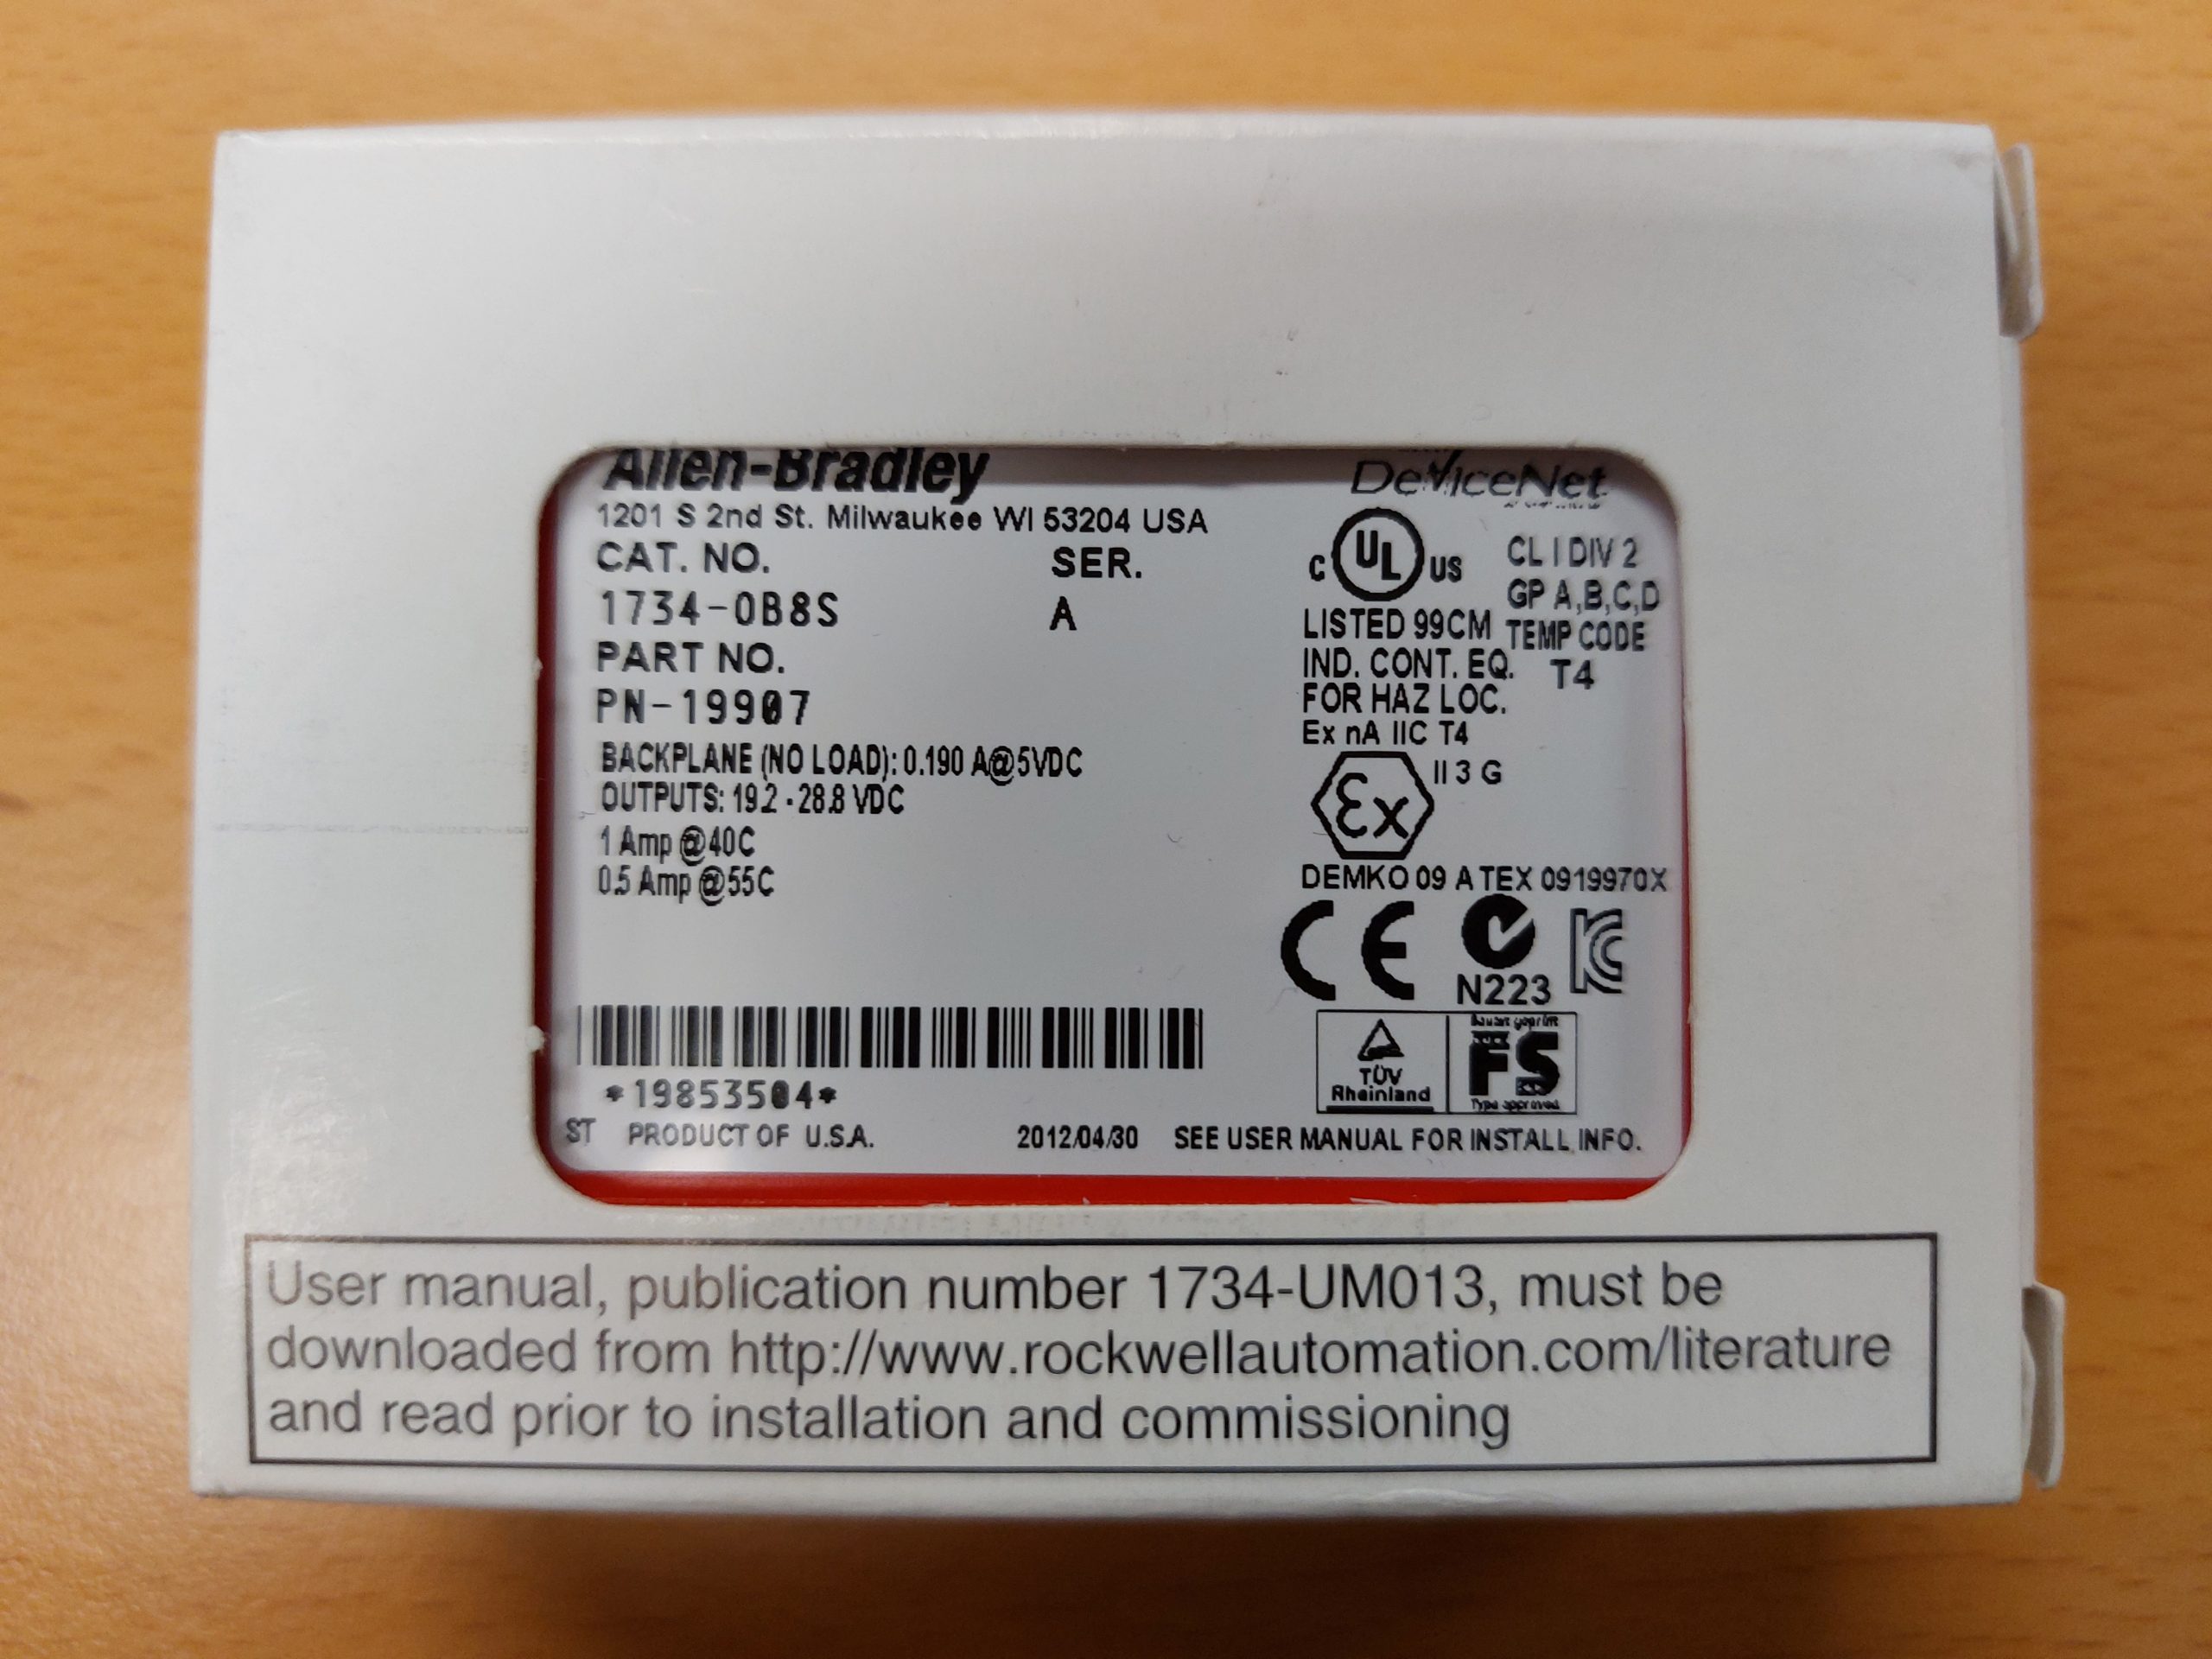 Allen-Bradley
1201 S 2nd St. Milwaukee WI 53204 USA
CAT. NO. SER.
1734-OB8S A
PART NO.
PN-19907
BACKPLANE (NO LOAD): 0.190 A@5VDC
OUTPUTS: 19.2 - 28.8 VDC
1 Amp @40C
0.5 Amp @55C
*19853504*
ST PRODUCT OF U.S.A. 2012/04/30 SEE USER MANUAL FOR INSTALL INFO.
DeviceNet
C UL US
CL I DIV 2
GP A,B,C,D
TEMP CODE
T4
LISTED 99CM
IND. CONT. EQ.
FOR HAZ LOC.
Ex nA IIC T4
Ex II 3 G
DEMKO 09 ATEX 0919970X
CE
N223
KC
TÜV
Rheinland
Bauart geprüft
FS
Type approved
User manual, publication number 1734-UM013, must be
downloaded from http://www.rockwellautomation.com/literature
and read prior to installation and commissioning